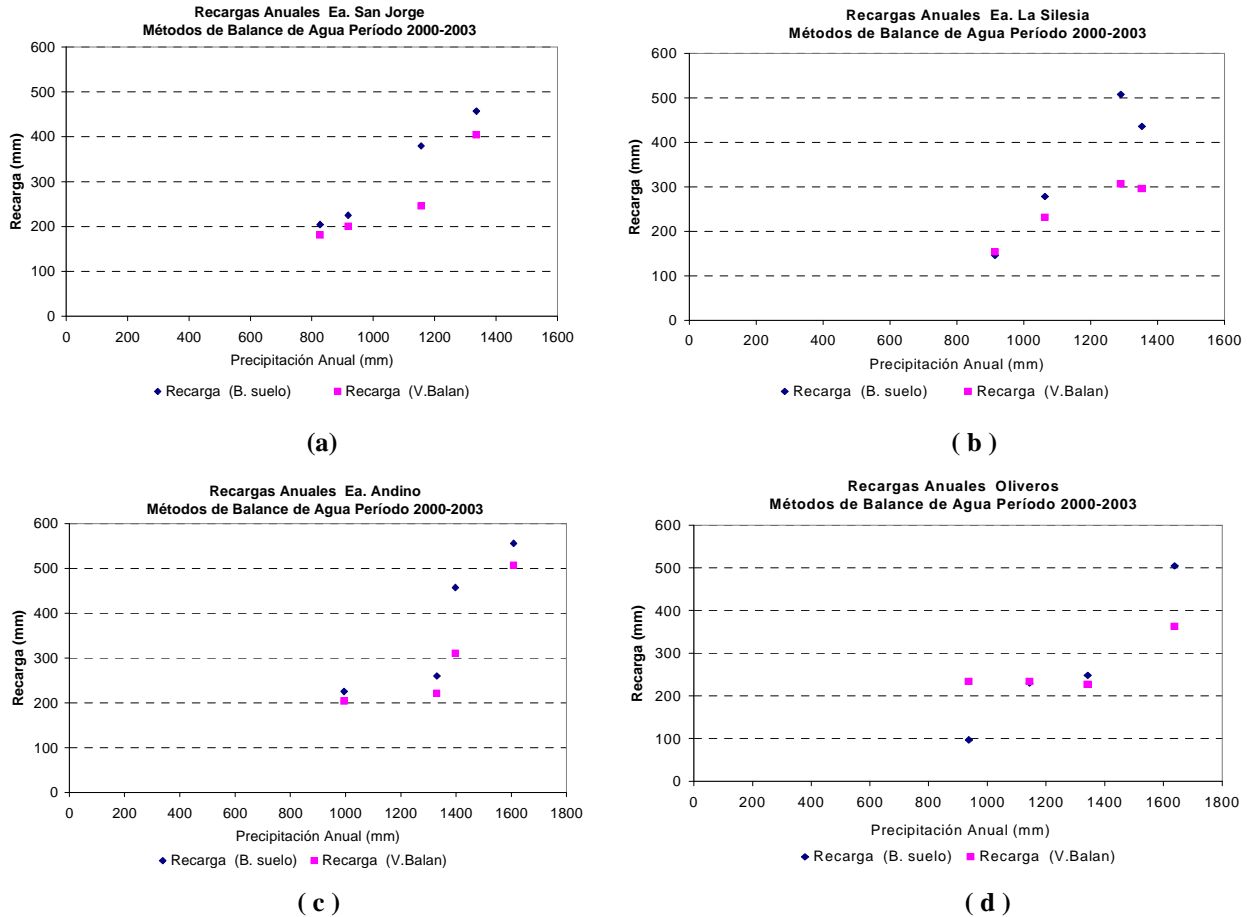 Recargas Anuales Ea. San Jorge
Métodos de Balance de Agua Período 2000-2003
600
500
400
300
200
100
0
Recarga (mm)
0 200 400 600 800 1000 1200 1400 1600
Precipitación Anual (mm)
Recarga (B. suelo) Recarga (V.Balan)
(a)
Recargas Anuales Ea. La Silesia
Métodos de Balance de Agua Período 2000-2003
600
500
400
300
200
100
0
Recarga (mm)
0 200 400 600 800 1000 1200 1400 1600
Precipitación Anual (mm)
Recarga (B. suelo) Recarga (V.Balan)
( b )
Recargas Anuales Ea. Andino
Métodos de Balance de Agua Período 2000-2003
600
500
400
300
200
100
0
Recarga (mm)
0 200 400 600 800 1000 1200 1400 1600 1800
Precipitación Anual (mm)
Recarga (B. suelo) Recarga (V.Balan)
( c )
Recargas Anuales Oliveros
Métodos de Balance de Agua Período 2000-2003
600
500
400
300
200
100
0
Recarga (mm)
0 200 400 600 800 1000 1200 1400 1600 1800
Precipitación Anual (mm)
Recarga (B. suelo) Recarga (V.Balan)
( d )